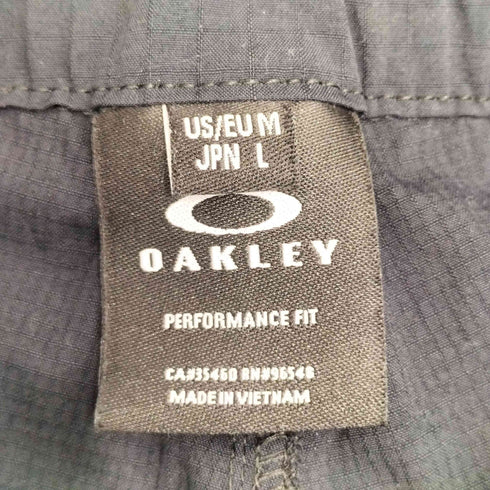 US/EU M
JPN L
OAKLEY
PERFORMANCE FIT
CA#35460 RN#96548
MADE IN VIETNAM